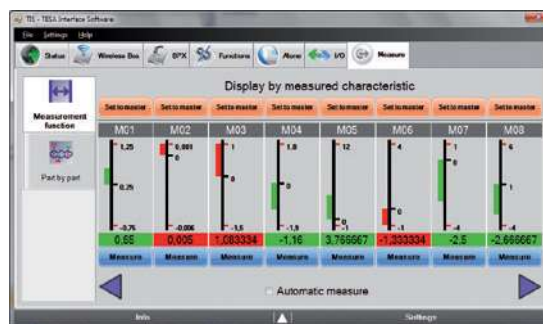 TIS - TESA Interface Software
File Settings Help
Status Wireless Box BPX Functions Alone I/O Measure
Display by measured characteristic
Measurement function
Part by part
Set to master Set to master Set to master Set to master Set to master Set to master Set to master Set to master
M01 M02 M03 M04 M05 M06 M07 M08
1,25 0,001 1 1,8 12 4 1 6
0 0
0,25 0 0 0 1
0 0
-0,75 -0,006 -1,5 -1,9 -1 -1 -4 -4
0,65 0,005 1,083334 -1,16 3,766667 -1,333334 -2,5 -2,666667
Measure Measure Measure Measure Measure Measure Measure Measure
Automatic measure
Info Settings